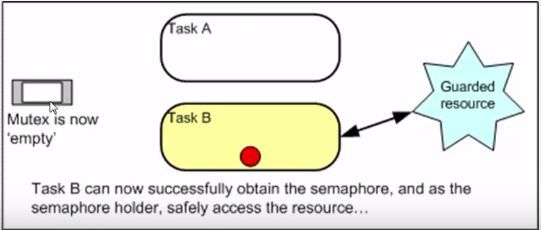 Task A
Guarded
resource
Mutex is now
'empty'
Task B
Task B can now successfully obtain the semaphore, and as the
semaphore holder, safely access the resource...